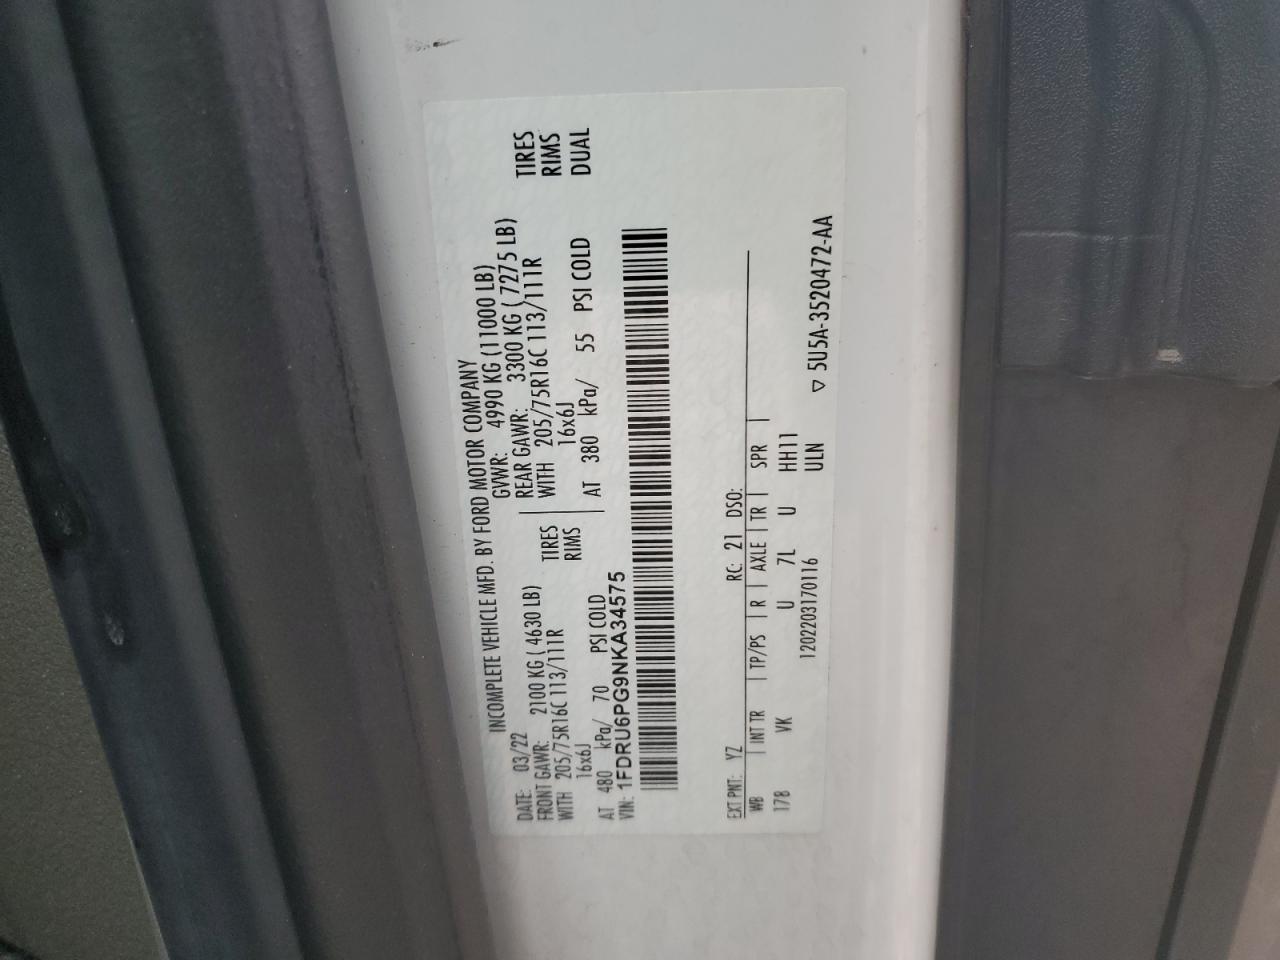 INCOMPLETE VEHICLE MFD. BY FORD MOTOR COMPANY
DATE: 03/22 GVWR: 4990 KG (11000 LB)
FRONT GAWR: 2100 KG ( 4630 LB) REAR GAWR: 3300 KG ( 7275 LB)
WITH 205/75R16C 113/111R TIRES WITH 205/75R16C 113/111R TIRES
16x6J RIMS 16x6J RIMS
AT 480 kPa/ 70 PSI COLD AT 380 kPa/ 55 PSI COLD DUAL
VIN: 1FDRU6PG9NKA34575
EXT PNT: YZ RC: 21 DSO:
WB INT TR TP/PS R AXLE TR SPR
178 VK U 7L U HH11
1202203170116 ULN
▽ 5U5A-3520472-AA